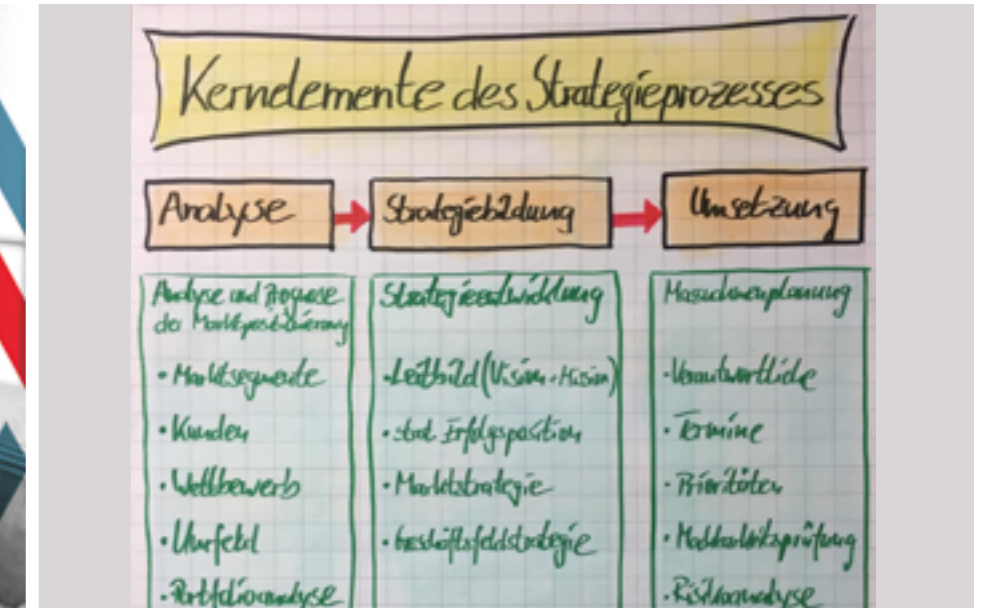 Kernelemente des Strategieprozesses
Analyse
Strategiebildung
Umsetzung
Analyse und Prognose
der Marktpositionierung
• Marktsegmente
• Kunden
• Wettbewerb
• Umfeld
• Portfolioanalyse
Strategieentwicklung
• Leitbild (Vision - Mission)
• strat. Erfolgsposition
• Marktstrategie
• Geschäftsfeldstrategie
Massnahmenplanung
• Verantwortliche
• Termine
• Prioritäten
• Machbarkeitsprüfung
• Risikoanalyse